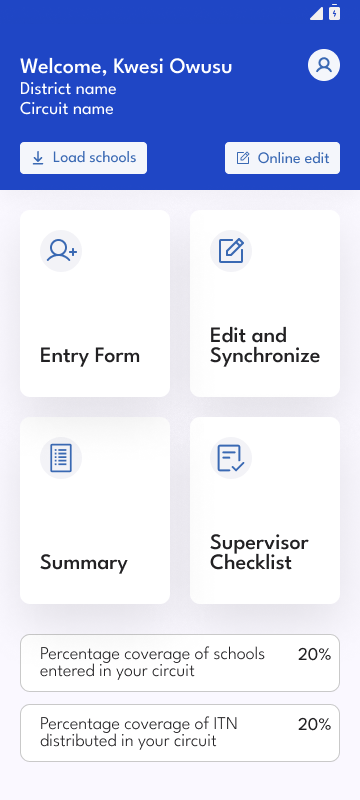 Welcome, Kwesi Owusu
District name
Circuit name
Load schools
Online edit
Entry Form
Edit and
Synchronize
Summary
Supervisor
Checklist
Percentage coverage of schools
entered in your circuit
20%
Percentage coverage of ITN
distributed in your circuit
20%